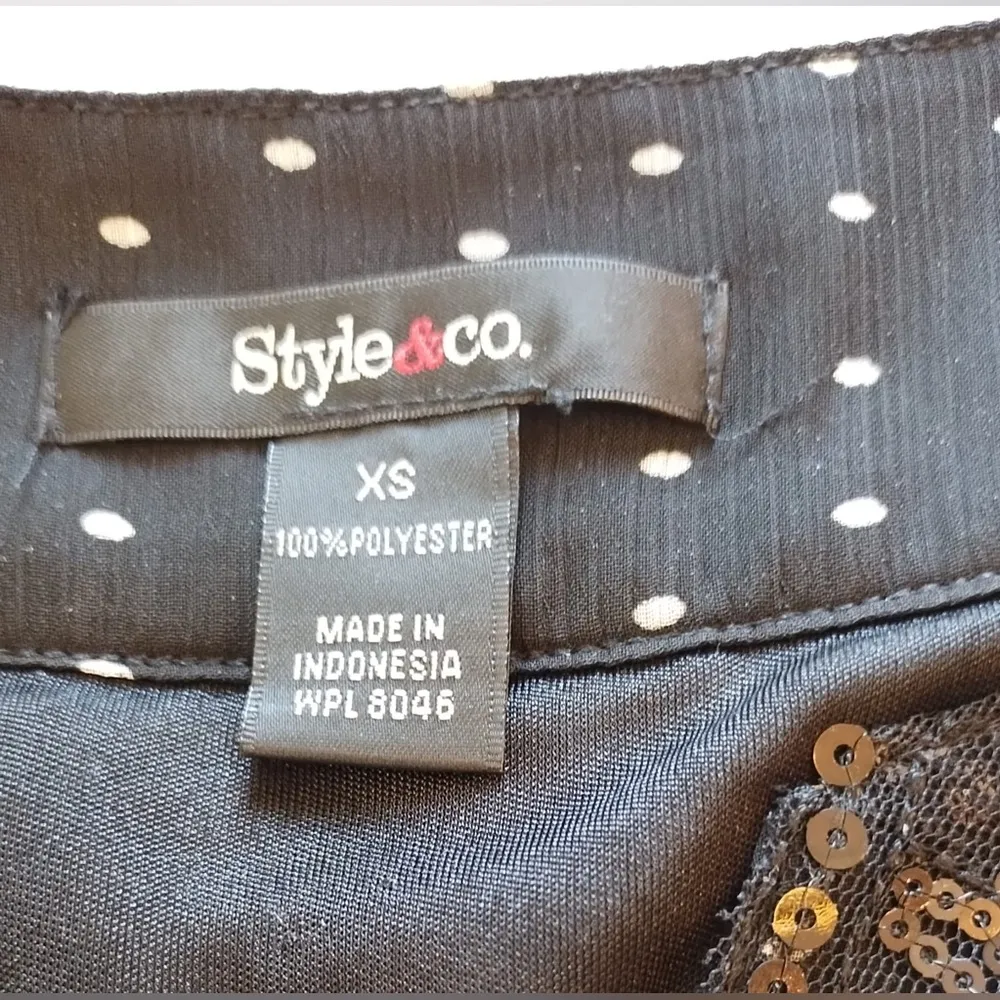 Style&co.
XS
100%POLYESTER
MADE IN
INDONESIA
WPL 8046